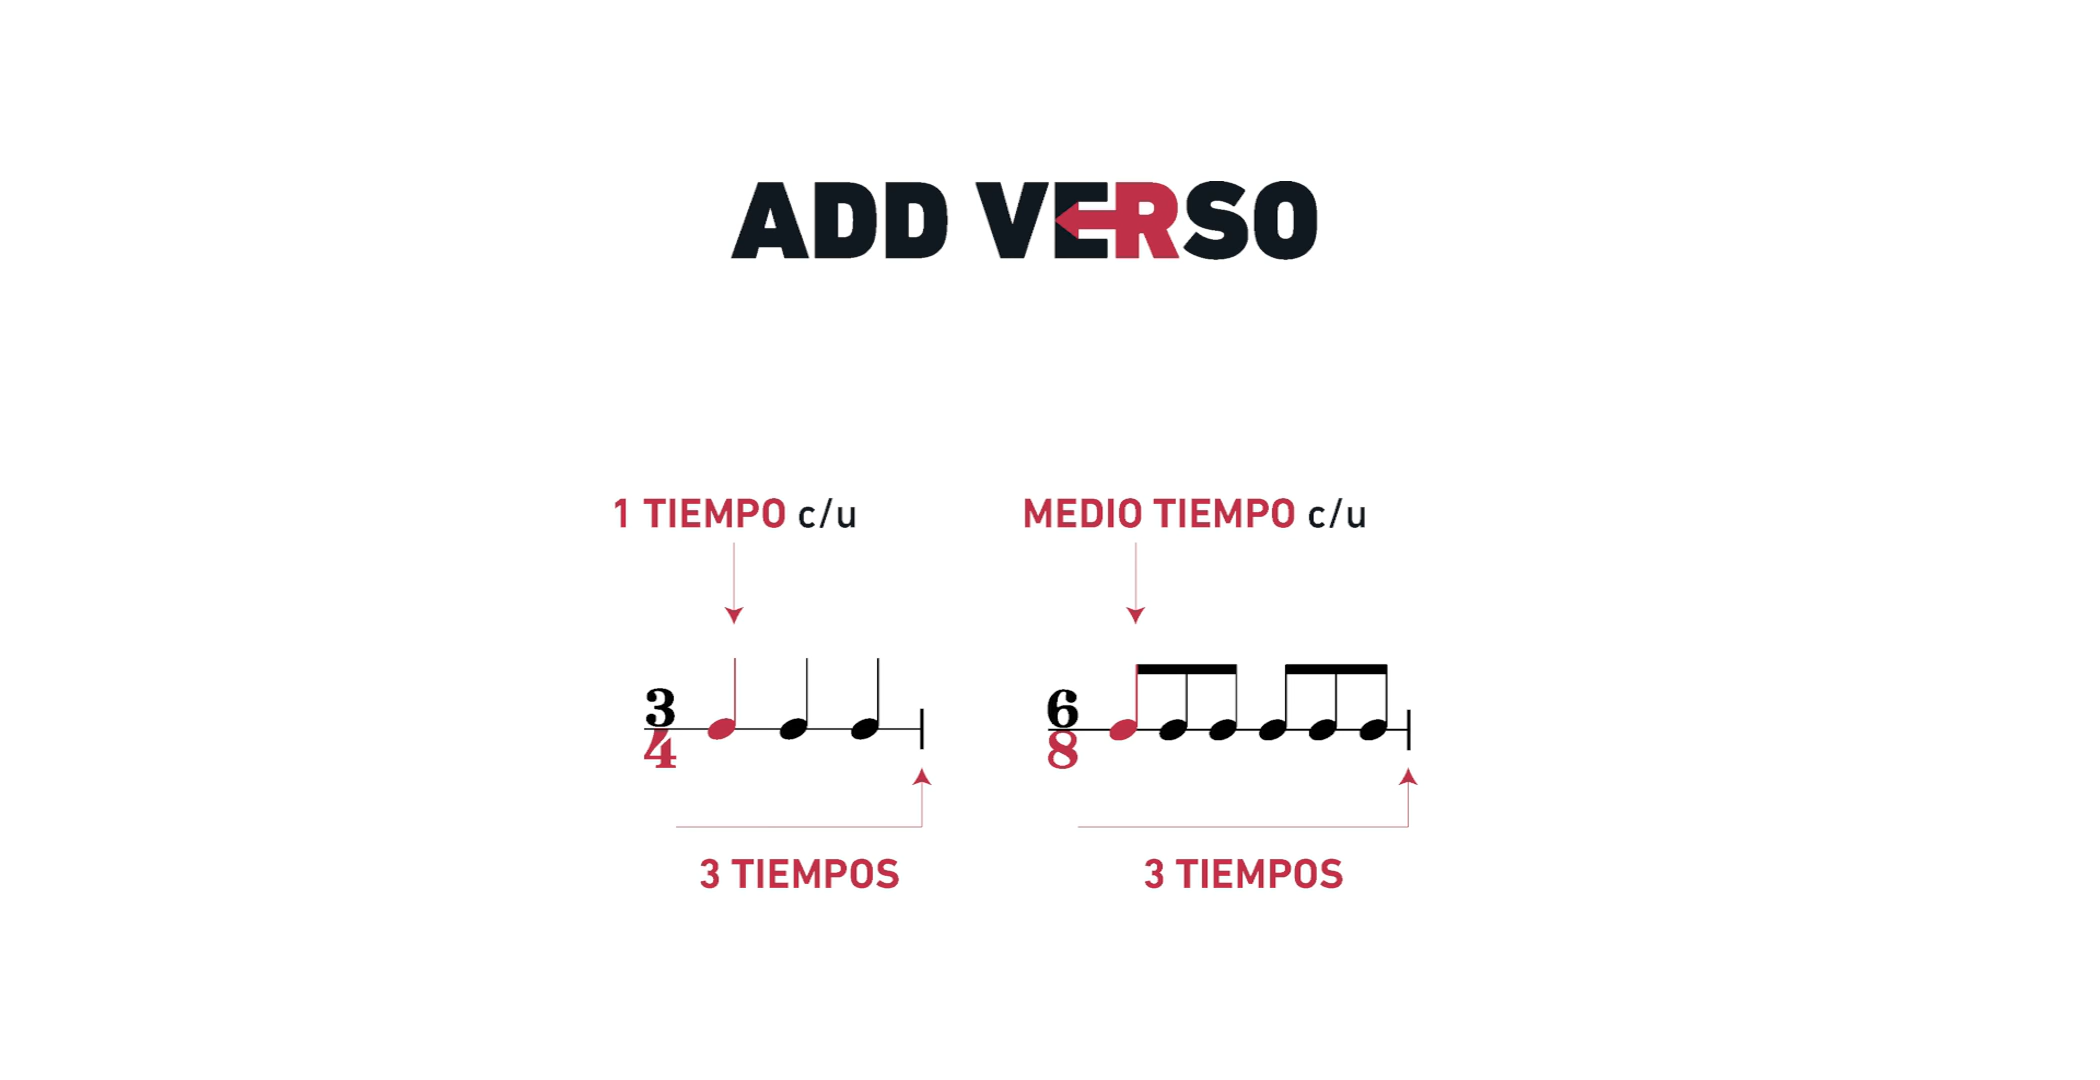 ADD VERSO
1 TIEMPO c/u
MEDIO TIEMPO c/u
3
4
6
8
3 TIEMPOS
3 TIEMPOS